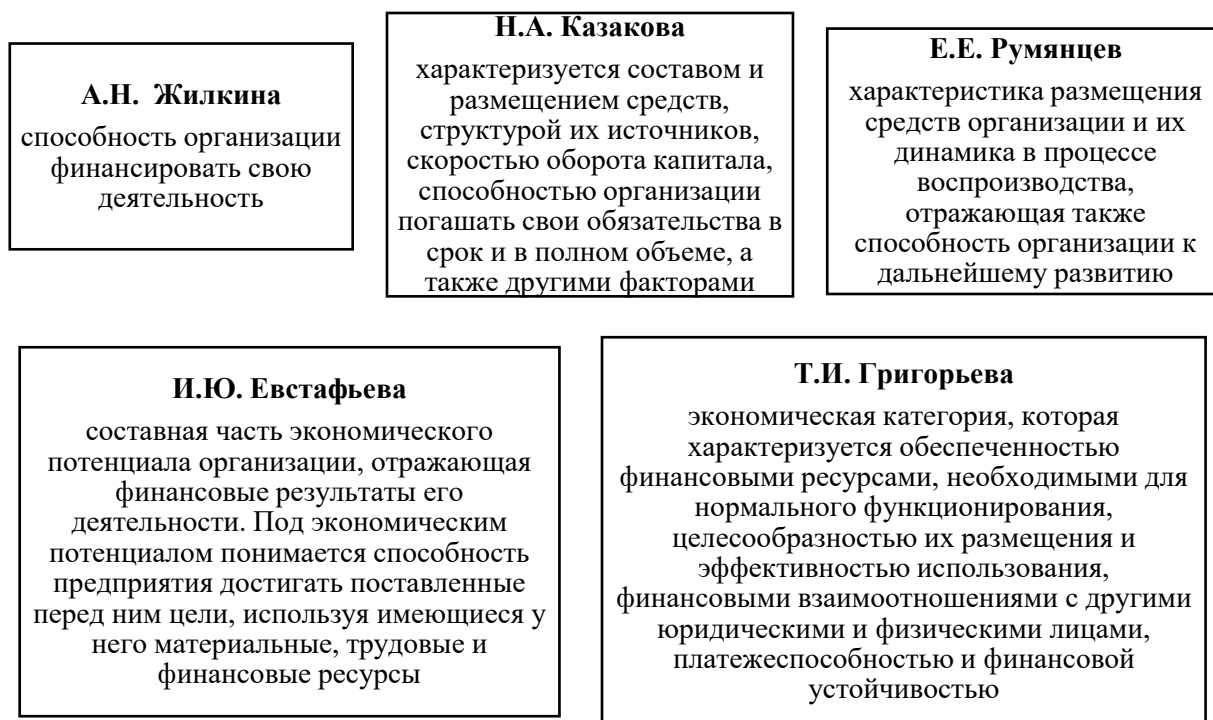 А.Н. Жилкина
способность организации
финансировать свою
деятельность
Н.А. Казакова
характеризуется составом и
размещением средств,
структурой их источников,
скоростью оборота капитала,
способностью организации
погашать свои обязательства в
срок и в полном объеме, а
также другими факторами
Е.Е. Румянцев
характеристика размещения
средств организации и их
динамика в процессе
воспроизводства,
отражающая также
способность организации к
дальнейшему развитию
И.Ю. Евстафьева
составная часть экономического
потенциала организации, отражающая
финансовые результаты его
деятельности. Под экономическим
потенциалом понимается способность
предприятия достигать поставленные
перед ним цели, используя имеющиеся у
него материальные, трудовые и
финансовые ресурсы
Т.И. Григорьева
экономическая категория, которая
характеризуется обеспеченностью
финансовыми ресурсами, необходимыми для
нормального функционирования,
целесообразностью их размещения и
эффективностью использования,
финансовыми взаимоотношениями с другими
юридическими и физическими лицами,
платежеспособностью и финансовой
устойчивостью